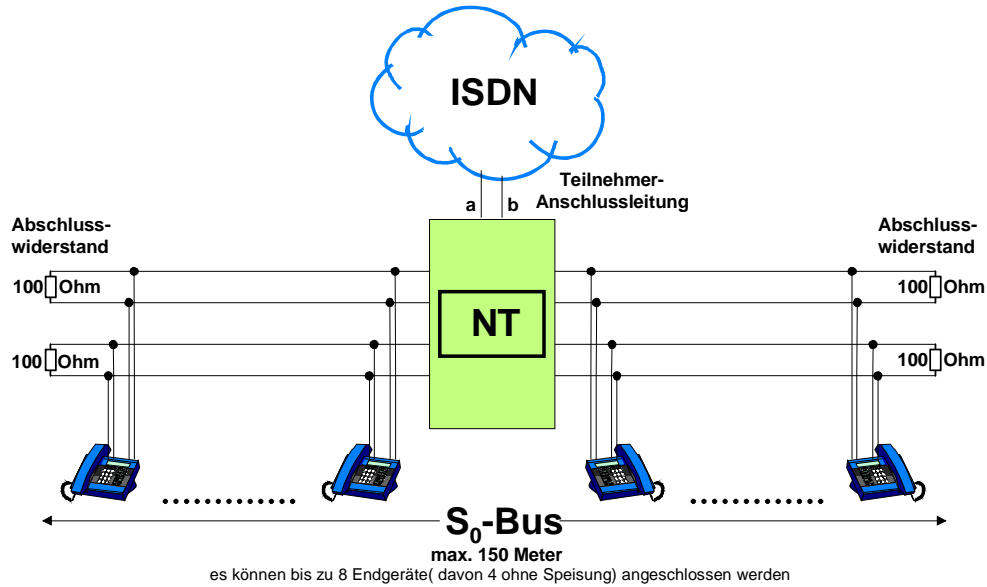 ISDN
Teilnehmer-
Anschlussleitung
a b
Abschluss-
widerstand
Abschluss-
widerstand
100 Ohm
100 Ohm
NT
100 Ohm
100 Ohm
S0-Bus
max. 150 Meter
es können bis zu 8 Endgeräte( davon 4 ohne Speisung) angeschlossen werden